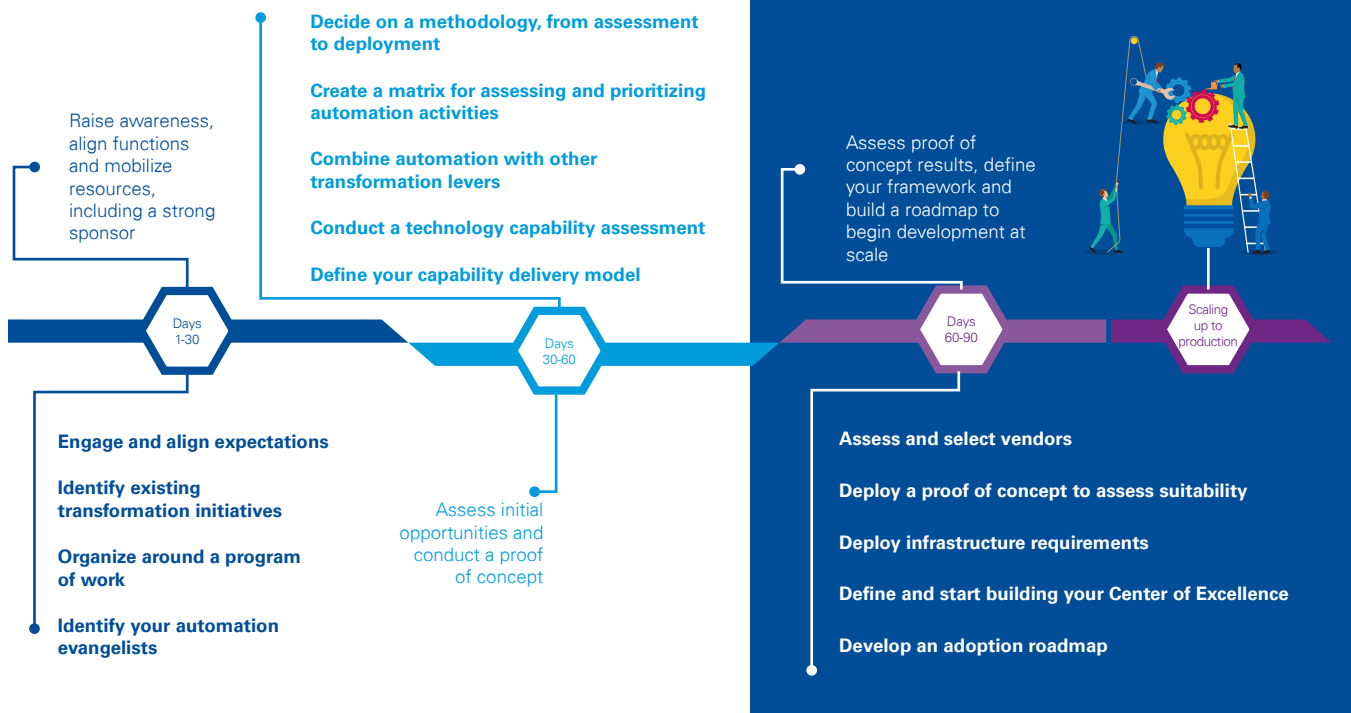 Raise awareness,
align functions
and mobilize
resources,
including a strong
sponsor
Days
1-30
Engage and align expectations
Identify existing
transformation initiatives
Organize around a program
of work
Identify your automation
evangelists
Decide on a methodology, from assessment
to deployment
Create a matrix for assessing and prioritizing
automation activities
Combine automation with other
transformation levers
Conduct a technology capability assessment
Define your capability delivery model
Days
30-60
Assess initial
opportunities and
conduct a proof
of concept
Assess proof of
concept results, define
your framework and
build a roadmap to
begin development at
scale
Days
60-90
Assess and select vendors
Deploy a proof of concept to assess suitability
Deploy infrastructure requirements
Define and start building your Center of Excellence
Develop an adoption roadmap
Scaling
up to
production